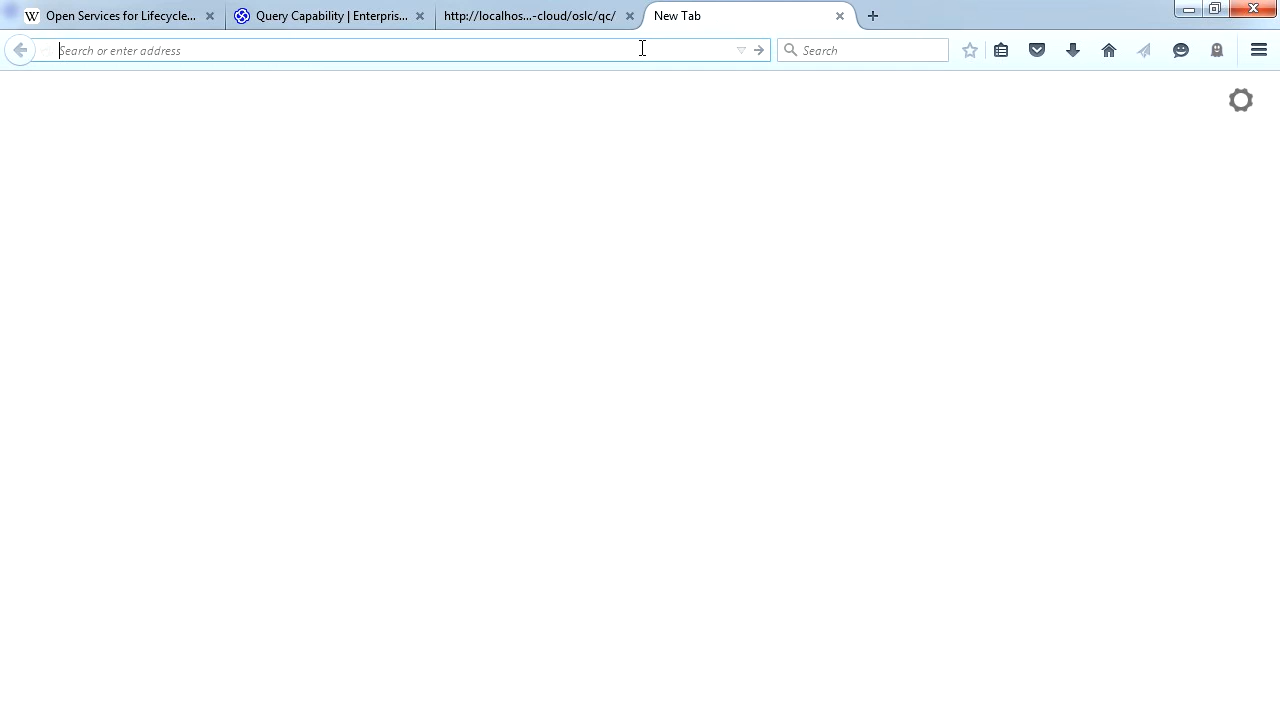 W Open Services for Lifecycle...
Query Capability | Enterpris...
http://localhos...-cloud/oslc/qc/
New Tab
Search or enter address
Search